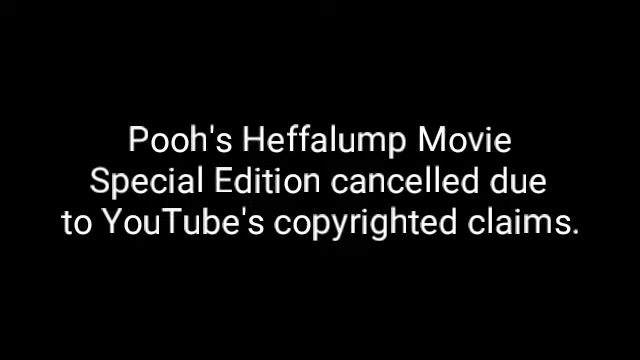 Pooh's Heffalump Movie
Special Edition cancelled due
to YouTube's copyrighted claims.